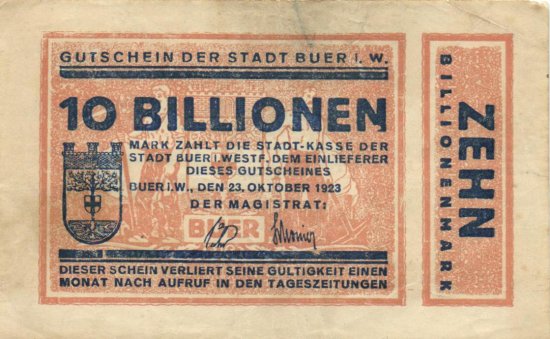 GUTSCHEIN DER STADT BUER I. W.
10 BILLIONEN
MARK ZAHLT DIE STADT-KASSE DER
STADT BUER I. WESTF. DEM EINLIEFERER
DIESES GUTSCHEINES
BUER I. W., DEN 23. OKTOBER 1923
DER MAGISTRAT:
BUER
DIESER SCHEIN VERLIERT SEINE GÜLTIGKEIT EINEN
MONAT NACH AUFRUF IN DEN TAGESZEITUNGEN
ZEHN
BILLIONENMARK